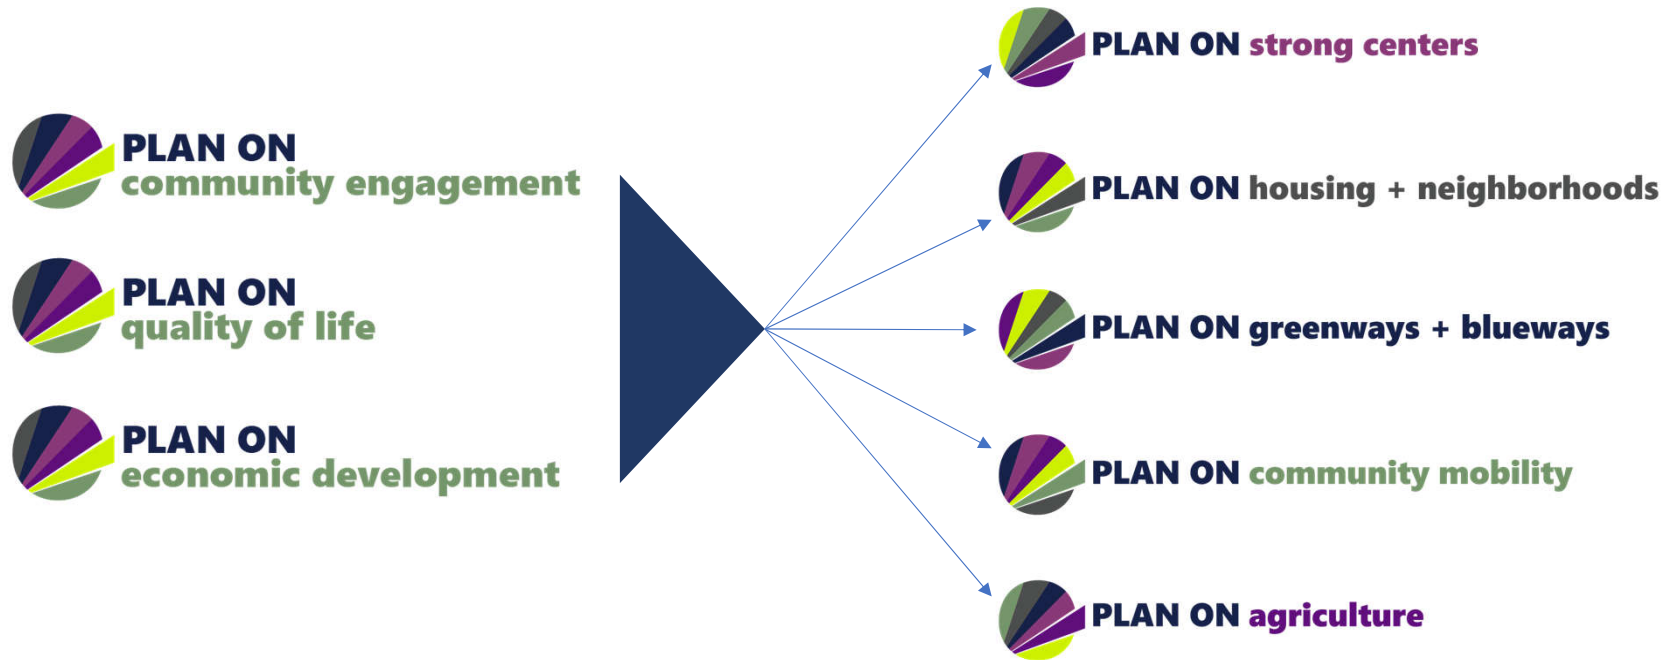 PLAN ON
community engagement
PLAN ON
quality of life
PLAN ON
economic development
PLAN ON strong centers
PLAN ON housing + neighborhoods
PLAN ON greenways + blueways
PLAN ON community mobility
PLAN ON agriculture